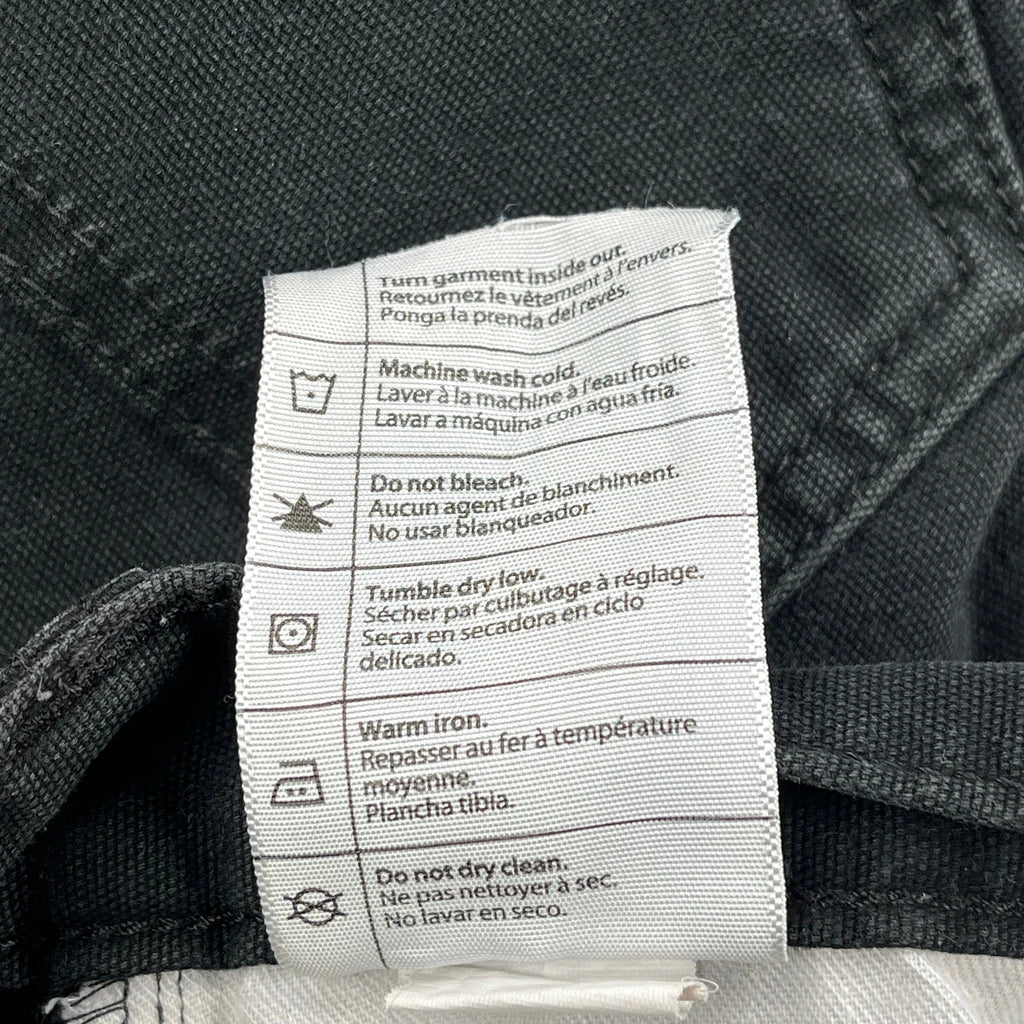 Turn garment inside out.
Retournez le vêtement à l'envers.
Ponga la prenda del revés.
Machine wash cold.
Laver à la machine à l'eau froide.
Lavar a máquina con agua fría.
Do not bleach.
Aucun agent de blanchiment.
No usar blanqueador.
Tumble dry low.
Sécher par culbutage à réglage.
Secar en secadora en ciclo
delicado.
Warm iron.
Repasser au fer à température
moyenne.
Plancha tibia.
Do not dry clean.
Ne pas nettoyer à sec.
No lavar en seco.